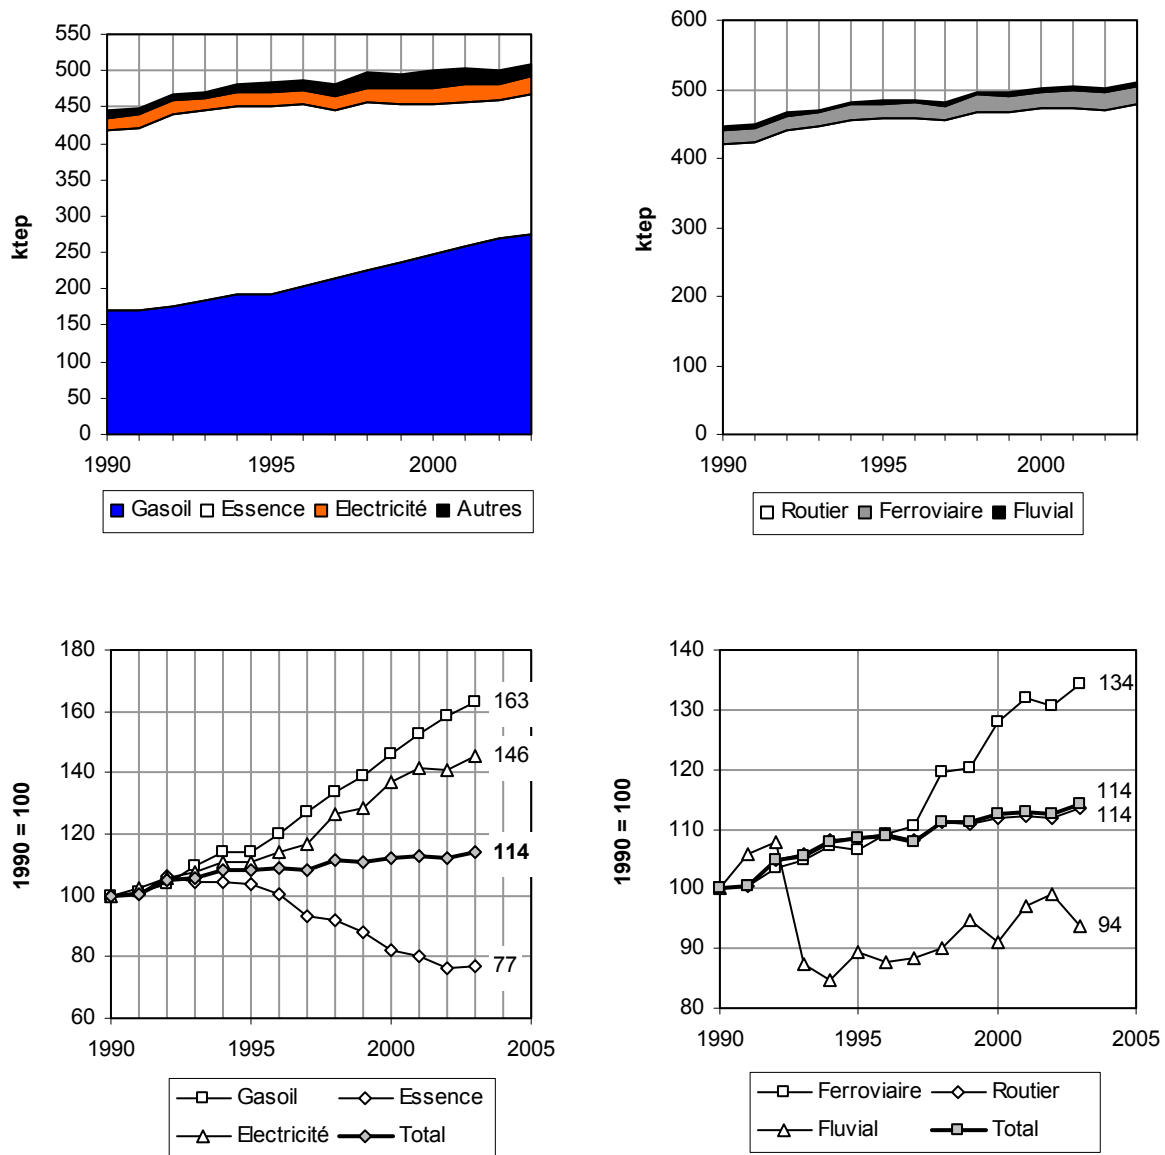 550
500
450
400
350
300
250
200
150
100
50
0
ktep
1990 1995 2000
Gasoil Essence Electricité Autres
600
500
400
300
200
100
0
ktep
1990 1995 2000
Routier Ferroviaire Fluvial
180
160
140
120
100
80
60
1990 = 100
163
146
114
77
1990 1995 2000 2005
Gasoil Essence
Electricité Total
140
130
120
110
100
90
80
1990 = 100
134
114
114
94
1990 1995 2000 2005
Ferroviaire Routier
Fluvial Total